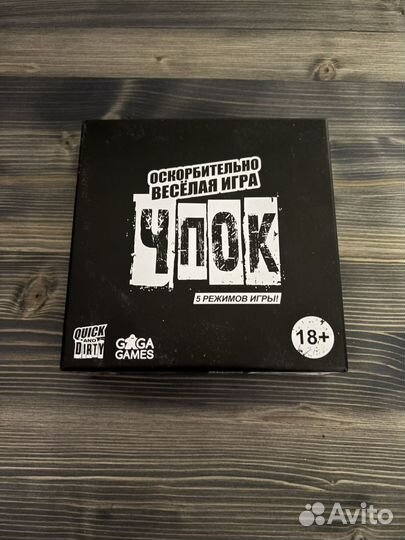 ОСКОРБИТЕЛЬНО
ВЕСЁЛАЯ ИГРА
ЧПОК
5 РЕЖИМОВ ИГРЫ!
QUICK
AND
DIRTY
GAGA
GAMES
18+
Avito